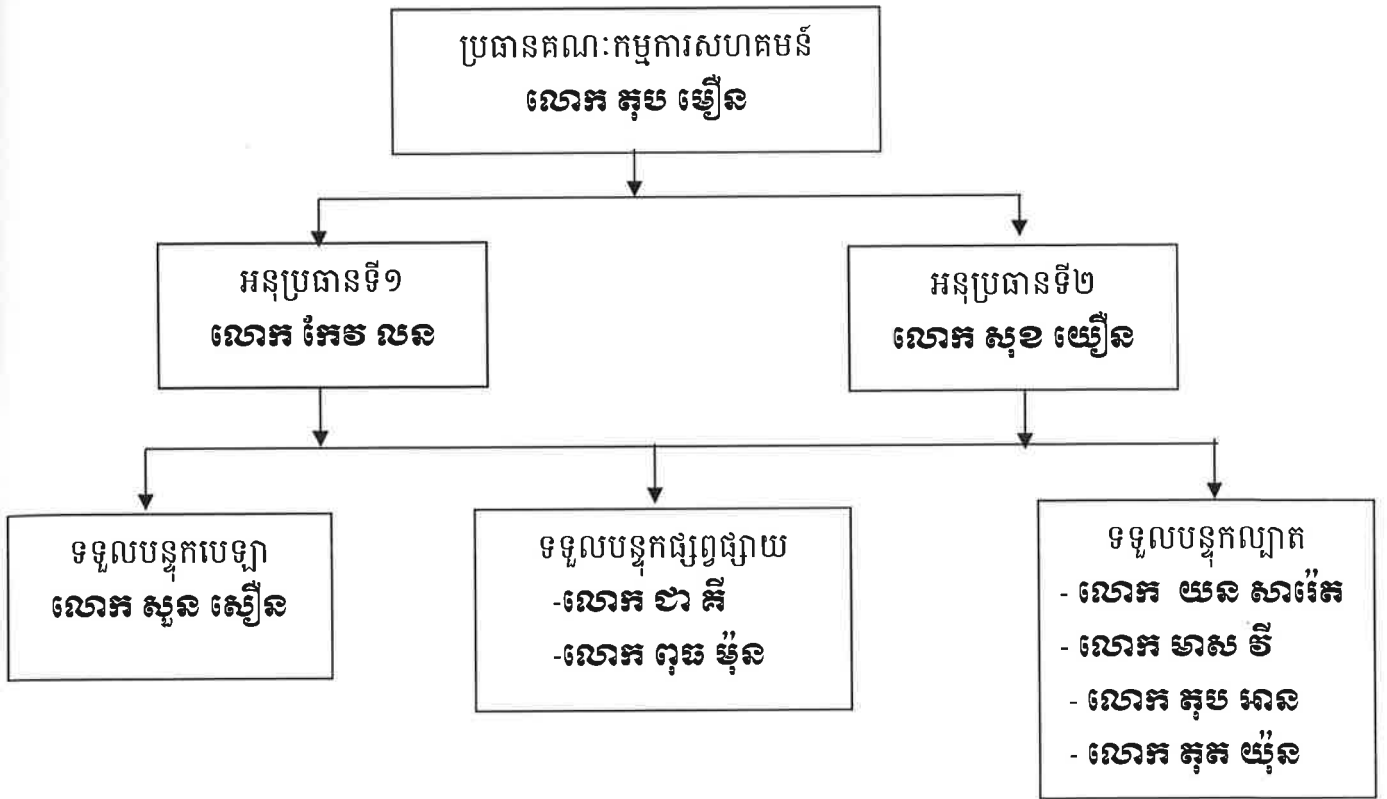 ប្រធានគណៈកម្មការសហគមន៍
លោក តុប មឿន
អនុប្រធានទី១
លោក កែវ លន
អនុប្រធានទី២
លោក សុខ យឿន
ទទួលបន្ទុកបេឡា
លោក សួន សឿន
ទទួលបន្ទុកផ្សព្វផ្សាយ
-លោក ជា គី
-លោក ពុធ ម៉ុន
ទទួលបន្ទុកល្បាត
- លោក យន សារ៉េត
- លោក មាស វី
- លោក តុប អាន
- លោក តុត យ៉ុន